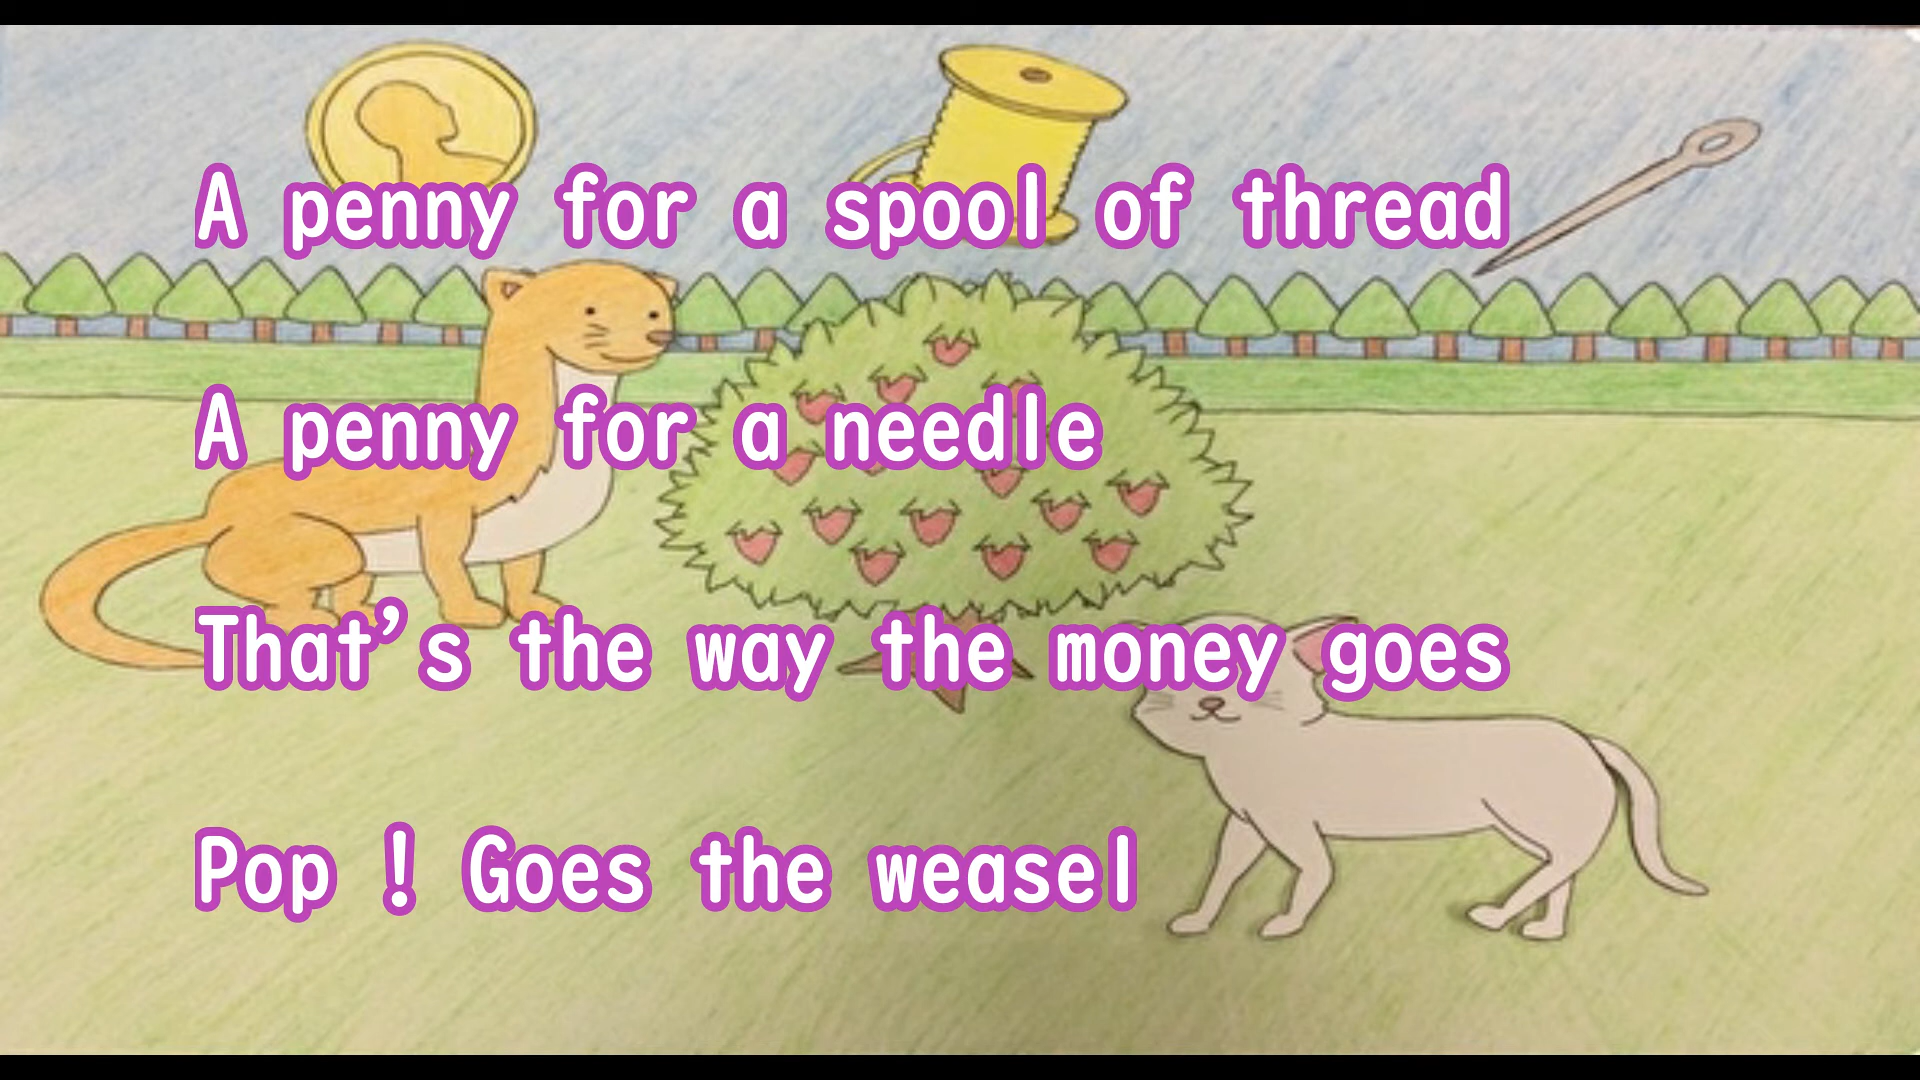 A penny for a spool of thread
A penny for a needle
That's the way the money goes
Pop ! Goes the weasel